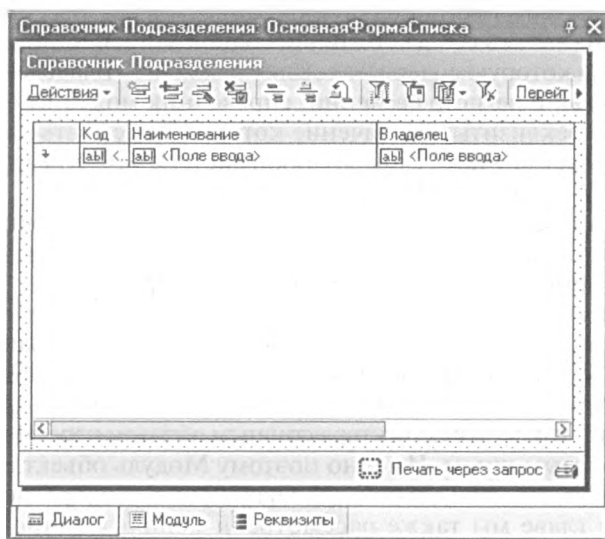 Справочник Подразделения: ОсновнаяФормаСписка
Справочник Подразделения
Действия
Перейт
Код Наименование Владелец
<.. <Поле ввода> <Поле ввода>
Печать через запрос
Диалог Модуль Реквизиты